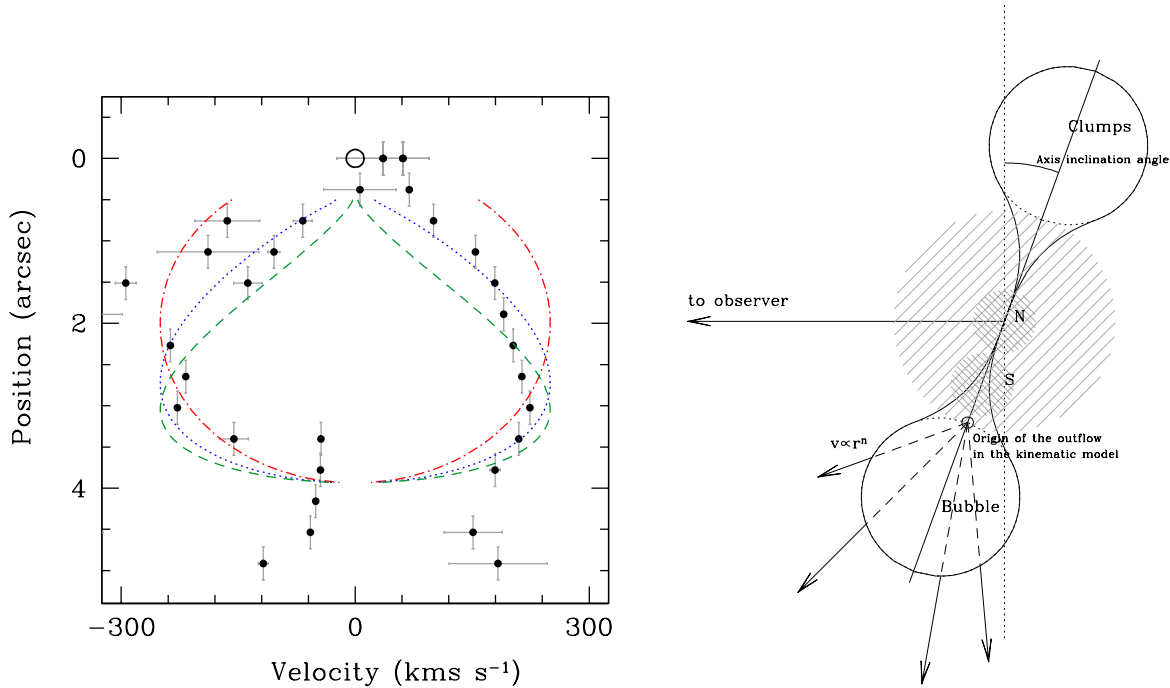 0
2
4
Position (arcsec)
−300
0
300
Velocity (kms s⁻¹)
Clumps
Axis inclination angle
to observer
N
S
v∝rⁿ
Origin of the outflow
in the kinematic model
Bubble